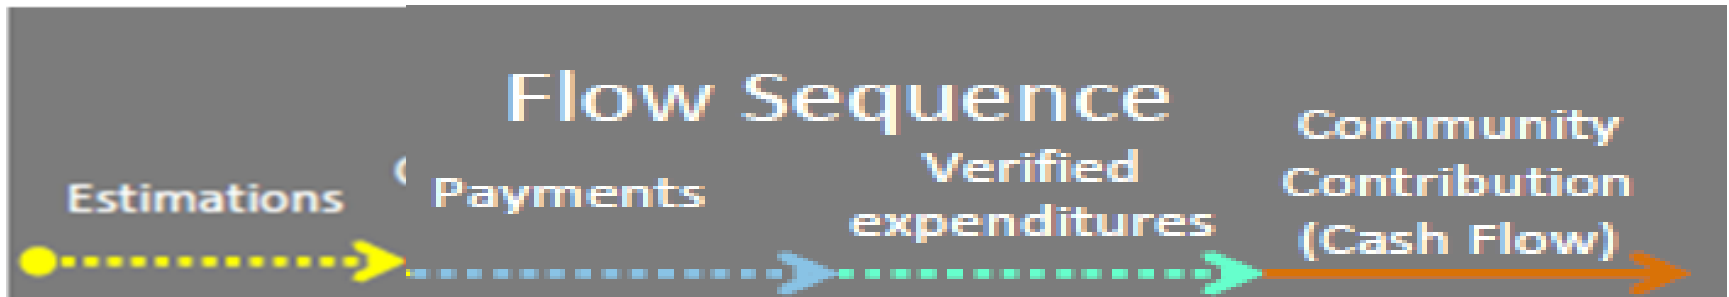 Flow Sequence
Estimations
Payments
Verified
expenditures
Community
Contribution
(Cash Flow)